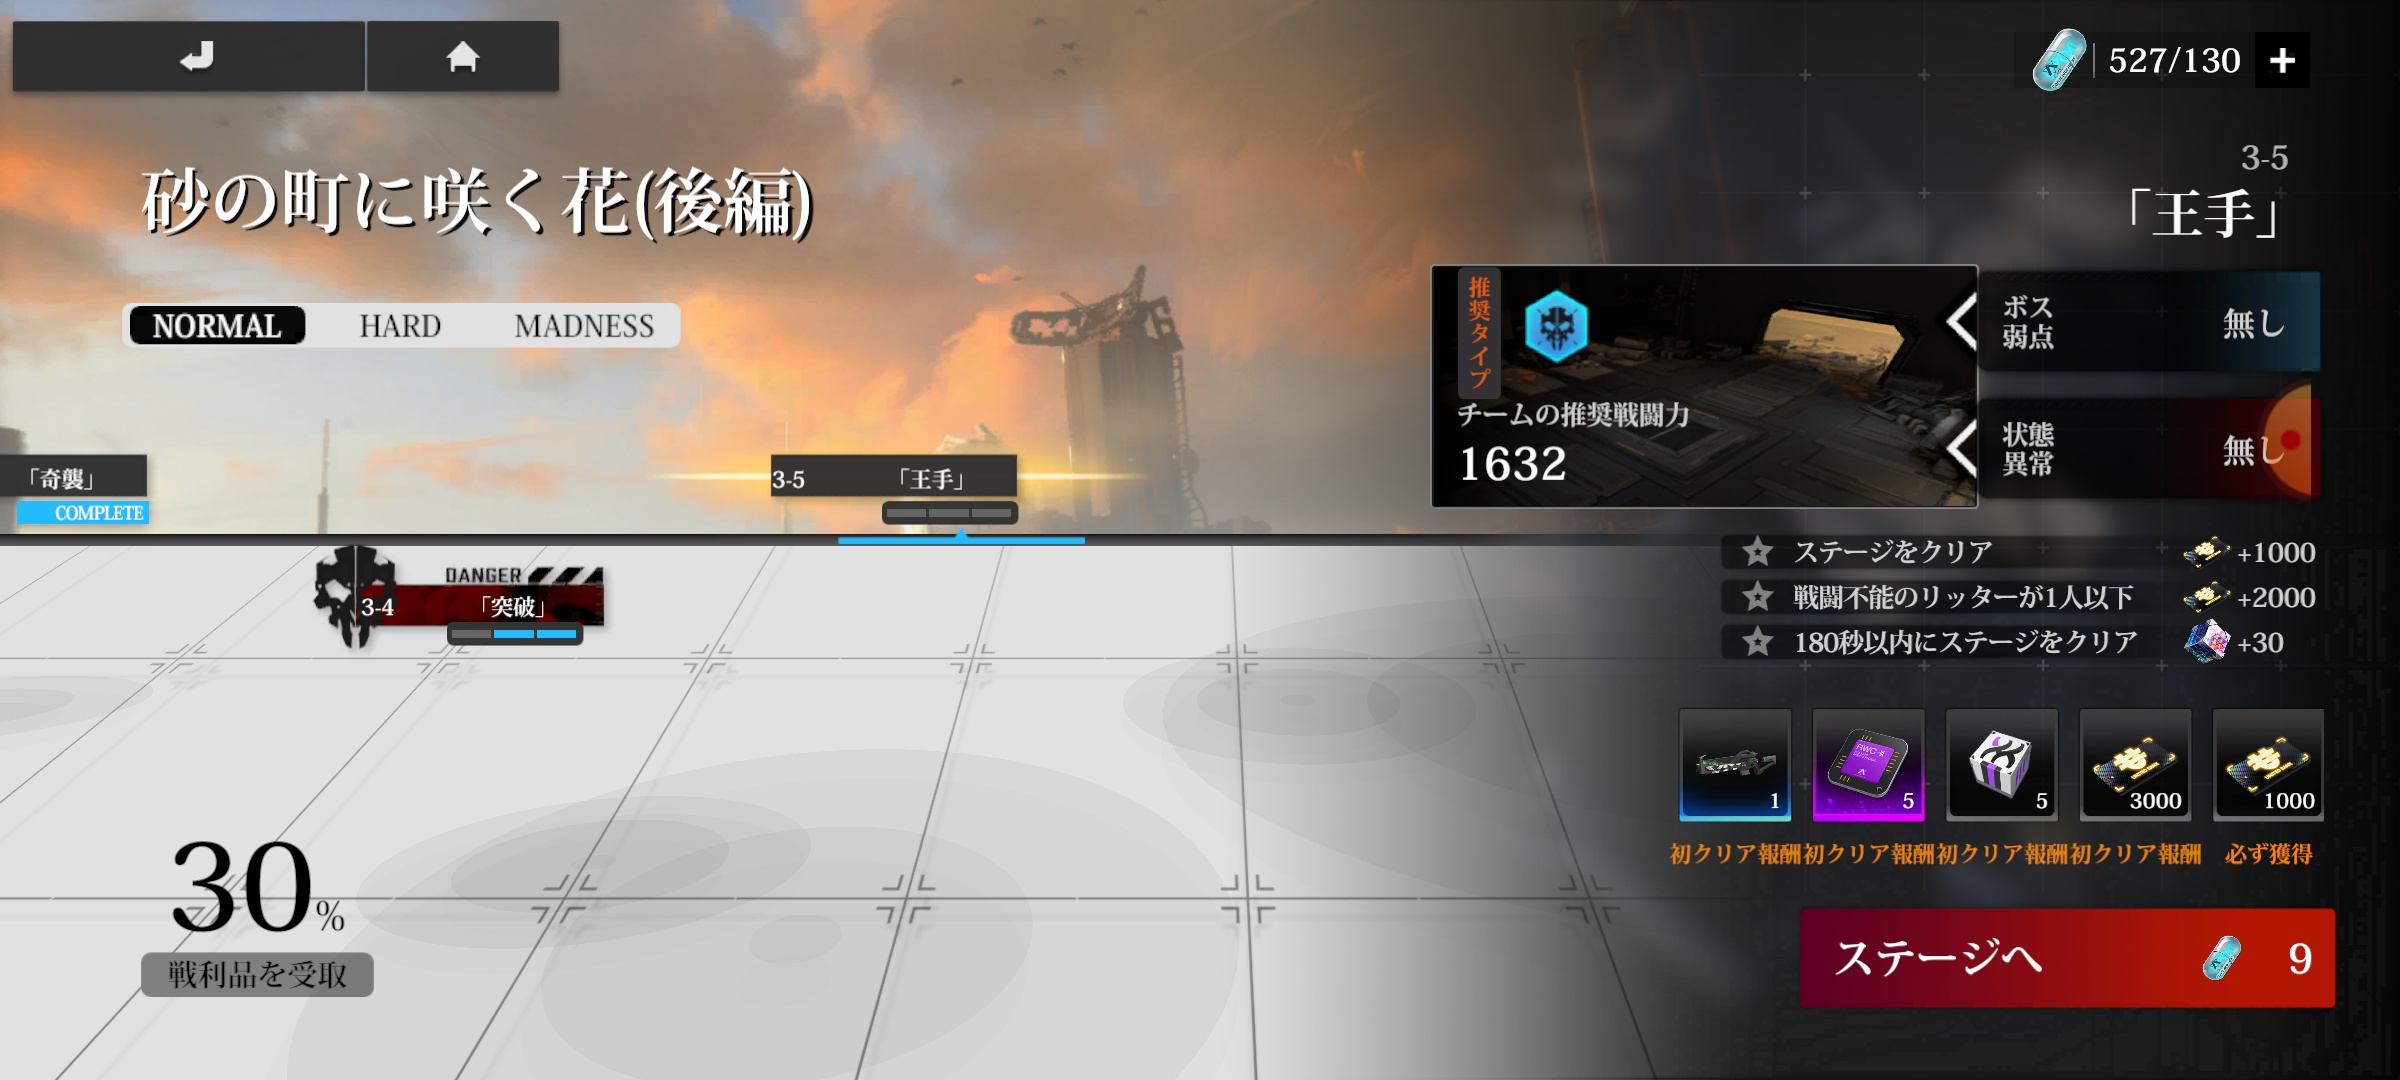 527/130
3-5
「王手」
砂の町に咲く花(後編)
NORMAL
HARD
MADNESS
推奨タイプ
チームの推奨戦闘力
1632
ボス
弱点
無し
状態
異常
無し
「奇襲」
COMPLETE
3-5 「王手」
DANGER
3-4 「突破」
ステージをクリア +1000
戦闘不能のリッターが1人以下 +2000
180秒以内にステージをクリア +30
1
5
5
3000
1000
初クリア報酬
初クリア報酬
初クリア報酬
初クリア報酬
必ず獲得
30%
戦利品を受取
ステージへ 9